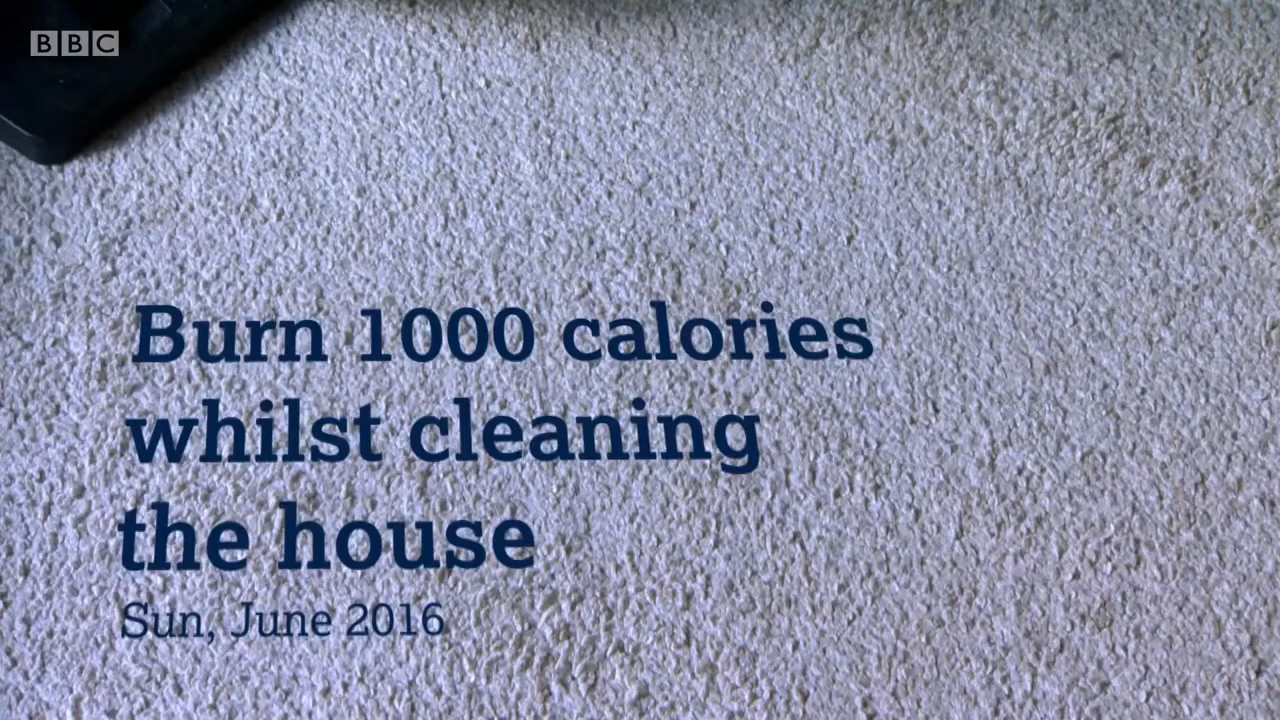 BBC
Burn 1000 calories
whilst cleaning
the house
Sun, June 2016